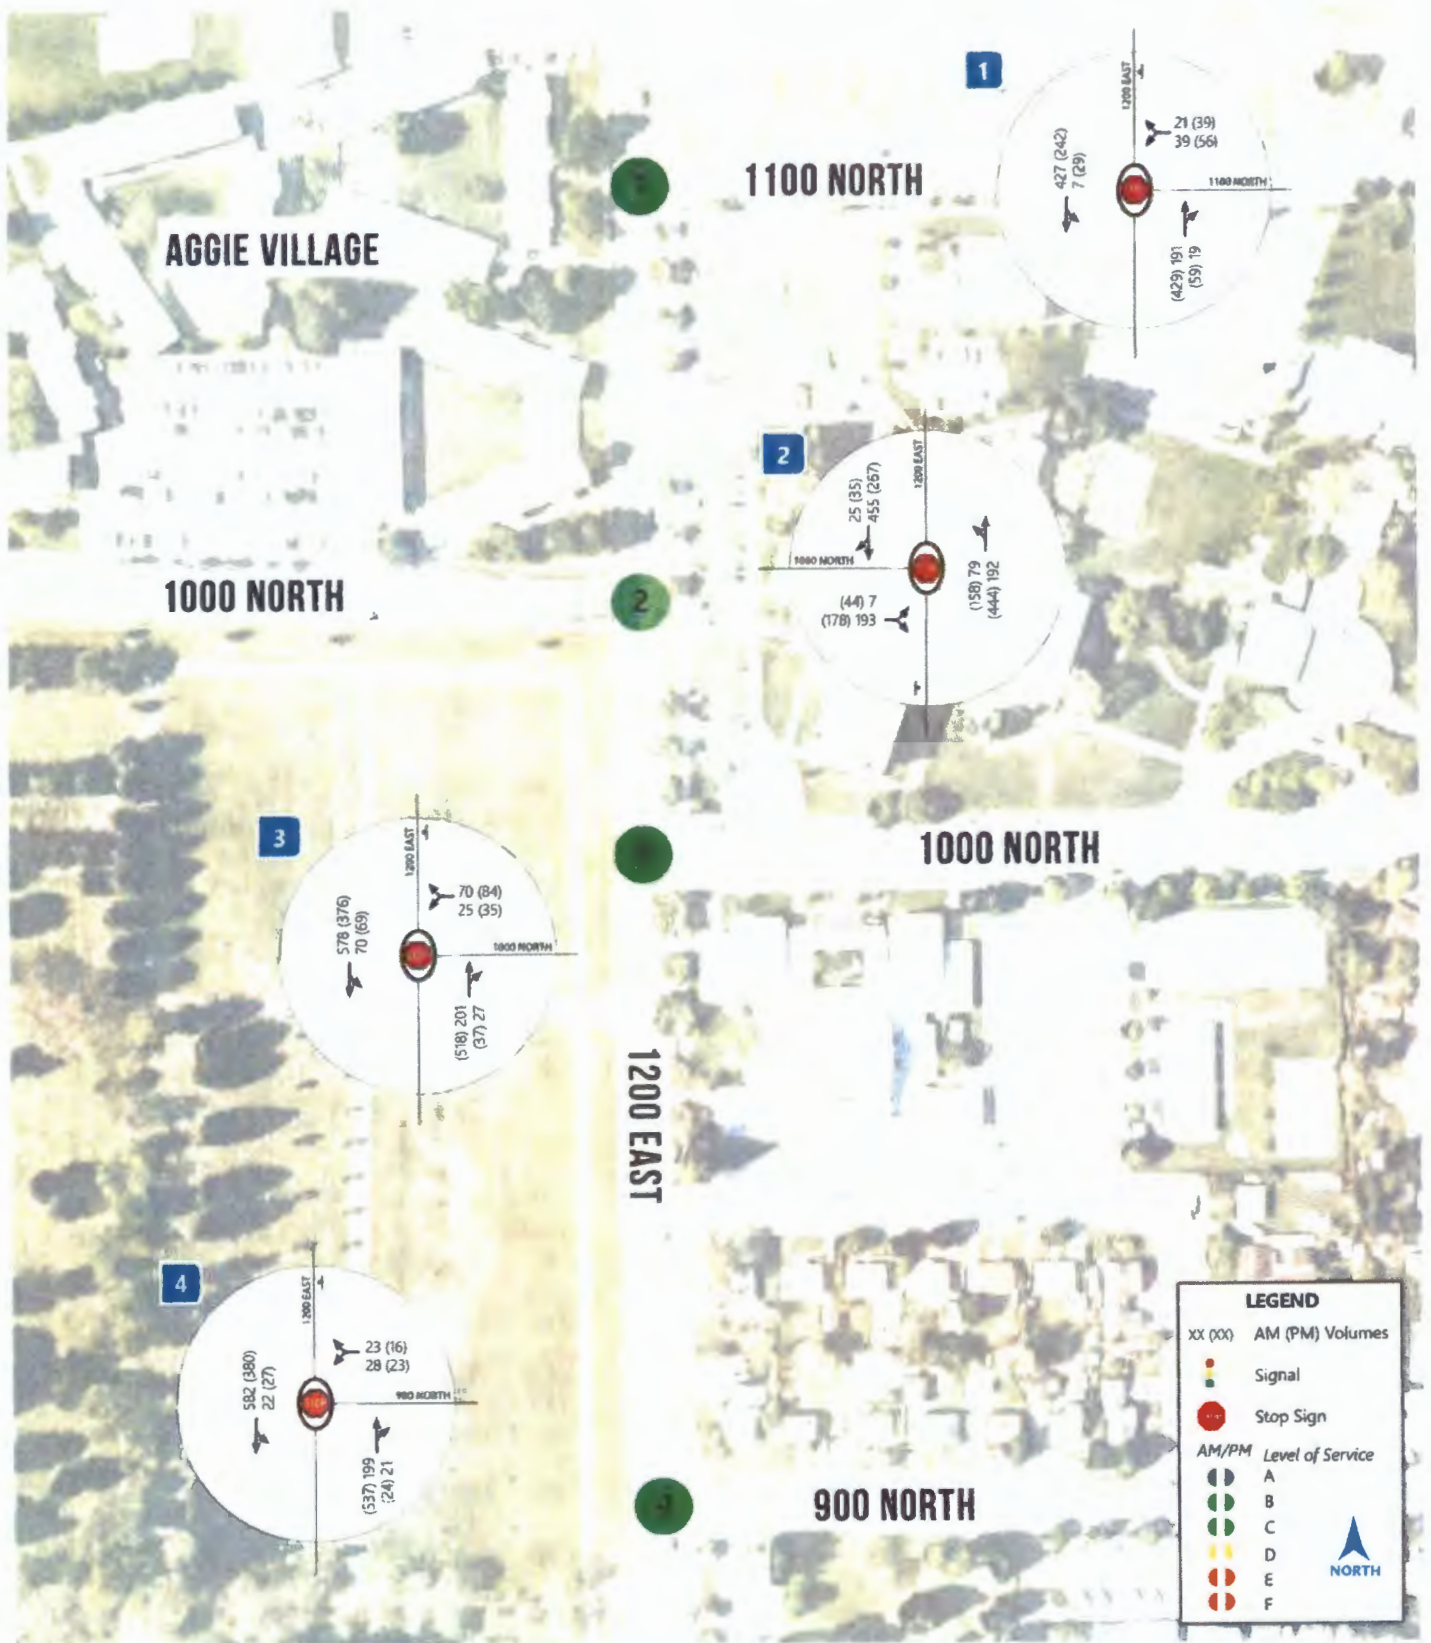 1
1200 EAST
21 (39)
39 (56)
427 (242)
7 (29)
1100 NORTH
(429) 191
(59) 19
1100 NORTH
AGGIE VILLAGE
2
1200 EAST
25 (35)
455 (267)
1000 NORTH
(44) 7
(178) 193
(158) 79
(444) 192
1000 NORTH
2
3
1200 EAST
70 (84)
25 (35)
578 (376)
70 (69)
1000 NORTH
(518) 201
(37) 27
1000 NORTH
1200 EAST
4
1200 EAST
23 (16)
28 (23)
582 (380)
22 (27)
900 NORTH
(537) 199
(24) 21
4
900 NORTH
LEGEND
XX (XX) AM (PM) Volumes
Signal
Stop Sign
AM/PM Level of Service
A
B
C
D
E
F
NORTH